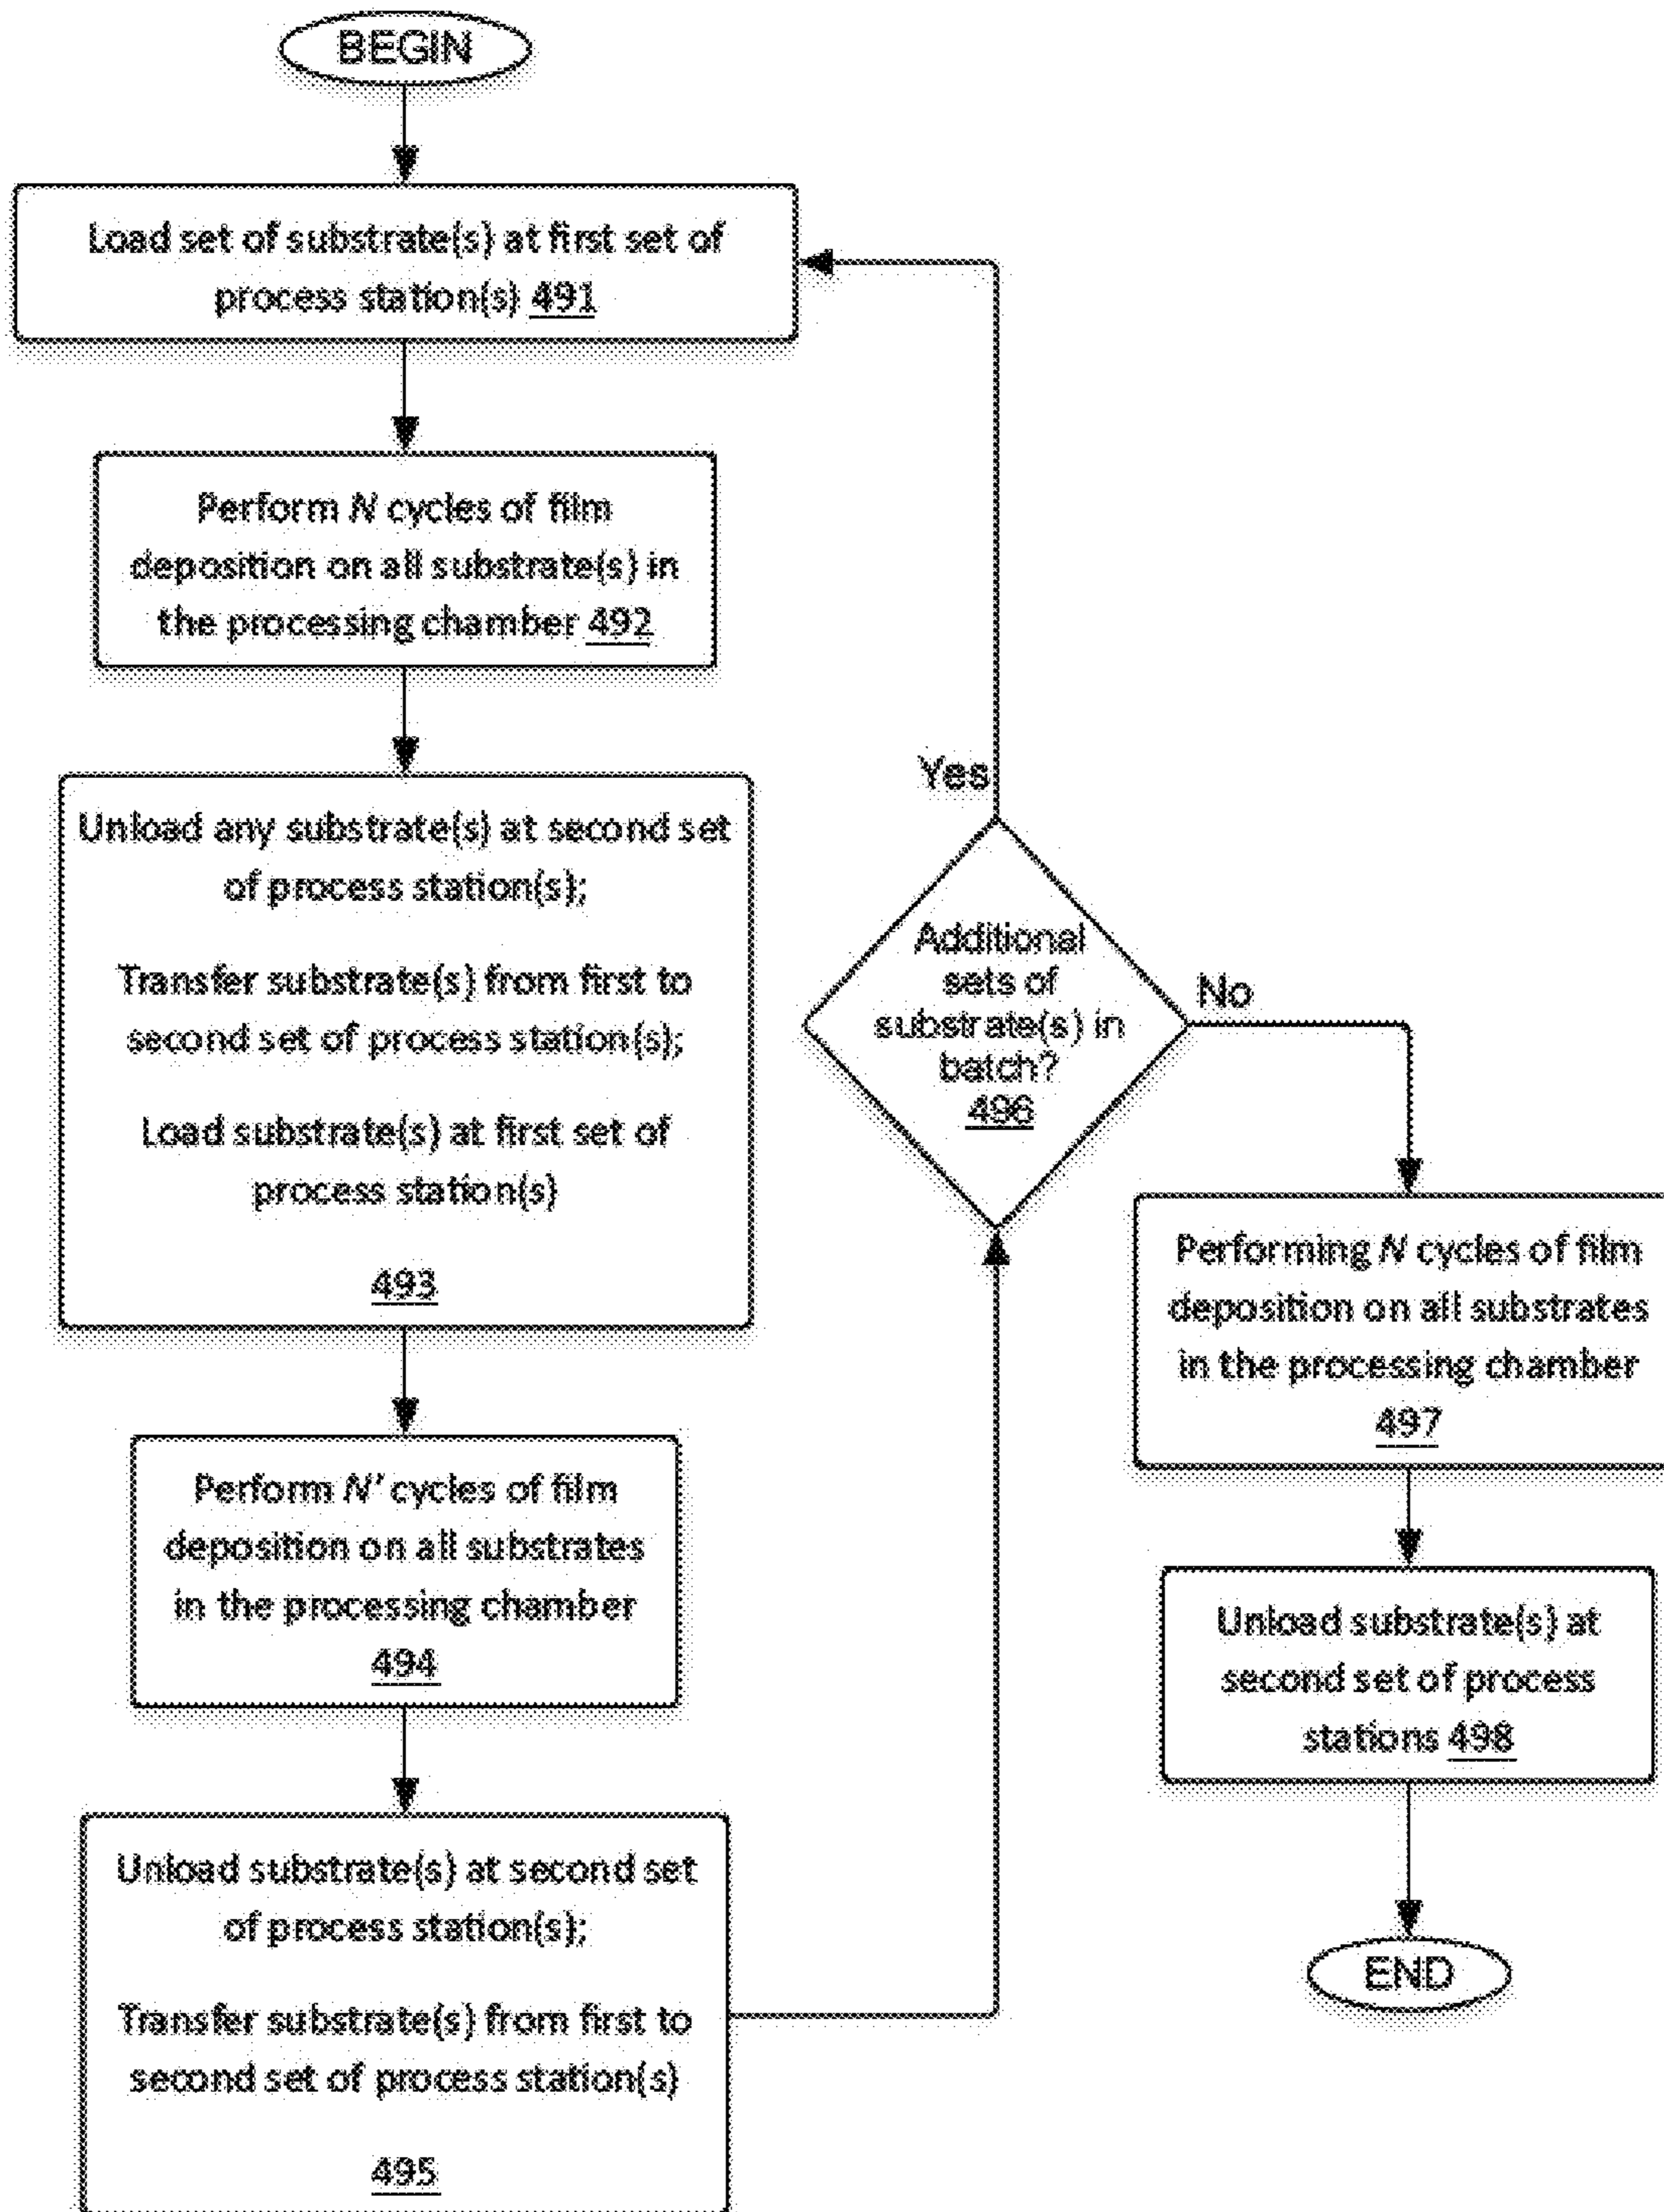 BEGIN
Load set of substrate(s) at first set of
process station(s) 491
Perform N cycles of film
deposition on all substrate(s) in
the processing chamber 492
Unload any substrate(s) at second set
of process station(s);
Transfer substrate(s) from first to
second set of process station(s);
Load substrate(s) at first set of
process station(s)
493
Perform N' cycles of film
deposition on all substrates
in the processing chamber
494
Unload substrate(s) at second set
of process station(s);
Transfer substrate(s) from first to
second set of process station(s)
495
Yes
Additional
sets of
substrate(s) in
batch?
496
No
Performing N cycles of film
deposition on all substrates
in the processing chamber
497
Unload substrate(s) at
second set of process
stations 498
END